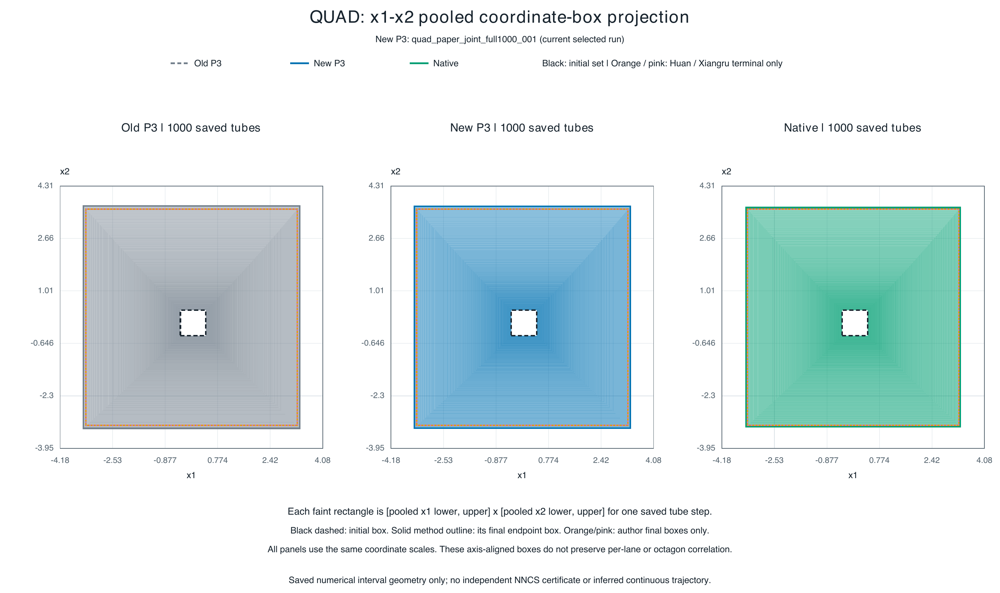 QUAD: x1-x2 pooled coordinate-box projection
New P3: quad_paper_joint_full1000_001 (current selected run)
Old P3
New P3
Native
Black: initial set | Orange / pink: Huan / Xiangru terminal only
Old P3 | 1000 saved tubes
New P3 | 1000 saved tubes
Native | 1000 saved tubes
x2
4.31
2.66
1.01
-0.646
-2.3
-3.95
-4.18
-2.53
-0.877
0.774
2.42
4.08
x1
x2
4.31
2.66
1.01
-0.646
-2.3
-3.95
-4.18
-2.53
-0.877
0.774
2.42
4.08
x1
x2
4.31
2.66
1.01
-0.646
-2.3
-3.95
-4.18
-2.53
-0.877
0.774
2.42
4.08
x1
Each faint rectangle is [pooled x1 lower, upper] x [pooled x2 lower, upper] for one saved tube step.
Black dashed: initial box. Solid method outline: its final endpoint box. Orange/pink: author final boxes only.
All panels use the same coordinate scales. These axis-aligned boxes do not preserve per-lane or octagon correlation.
Saved numerical interval geometry only; no independent NNCS certificate or inferred continuous trajectory.